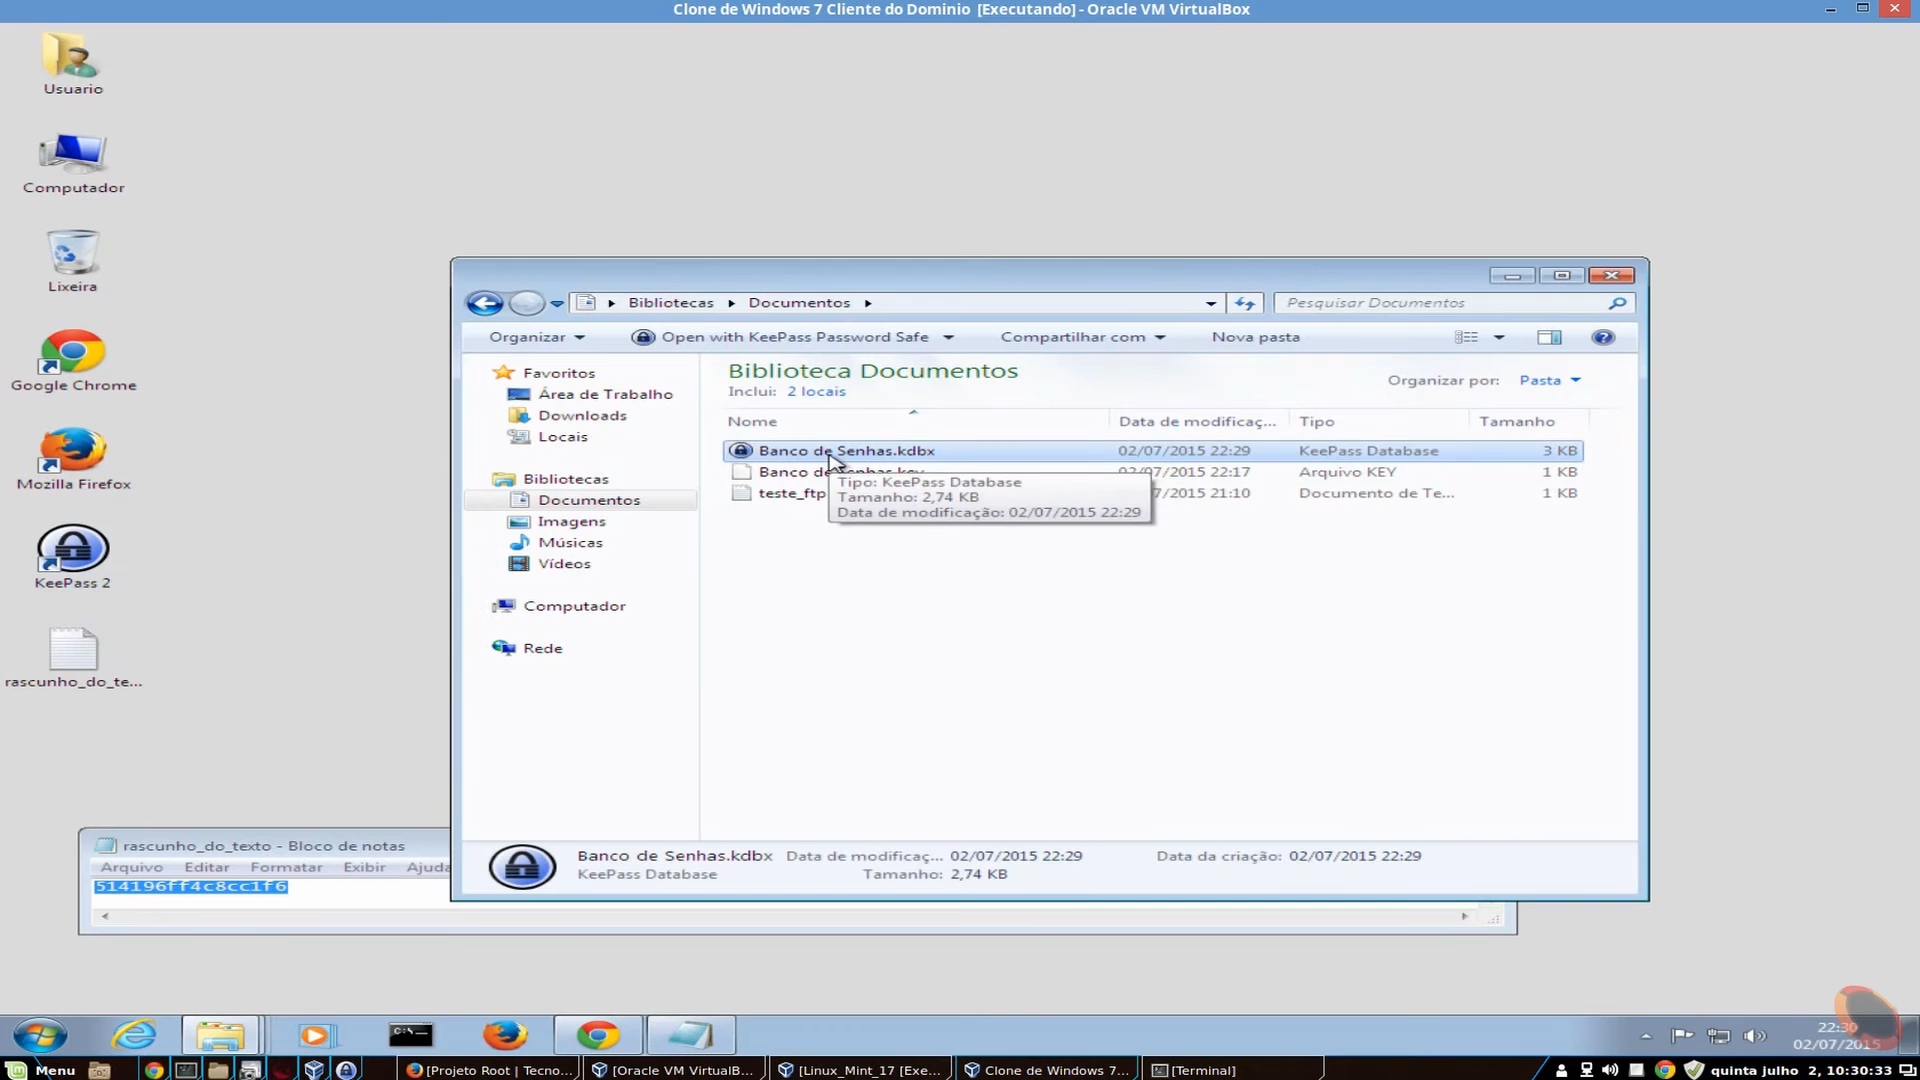 Clone de Windows 7 Cliente do Dominio [Executando] - Oracle VM VirtualBox
Usuario
Computador
Lixeira
Google Chrome
Mozilla Firefox
KeePass 2
rascunho_do_te...
Bibliotecas
Documentos
Pesquisar Documentos
Organizar
Open with KeePass Password Safe
Compartilhar com
Nova pasta
Favoritos
Área de Trabalho
Downloads
Locais
Bibliotecas
Documentos
Imagens
Músicas
Vídeos
Computador
Rede
Biblioteca Documentos
Inclui: 2 locais
Organizar por: Pasta
Nome Data de modificaç... Tipo Tamanho
Banco de Senhas.kdbx 02/07/2015 22:29 KeePass Database 3 KB
Banco de Senhas.key 02/07/2015 22:17 Arquivo KEY 1 KB
teste_ftp 7/2015 21:10 Documento de Te... 1 KB
Tipo: KeePass Database
Tamanho: 2,74 KB
Data de modificação: 02/07/2015 22:29
Banco de Senhas.kdbx Data de modificaç... 02/07/2015 22:29 Data da criação: 02/07/2015 22:29
KeePass Database Tamanho: 2,74 KB
rascunho_do_texto - Bloco de notas
Arquivo Editar Formatar Exibir Ajuda
514196ff4c8cc1f6
C:\
22:30
02/07/2015
Menu
[Projeto Root | Tecno...
[Oracle VM VirtualB...
[Linux_Mint_17 [Exe...
Clone de Windows 7...
[Terminal]
quinta julho 2, 10:30:33